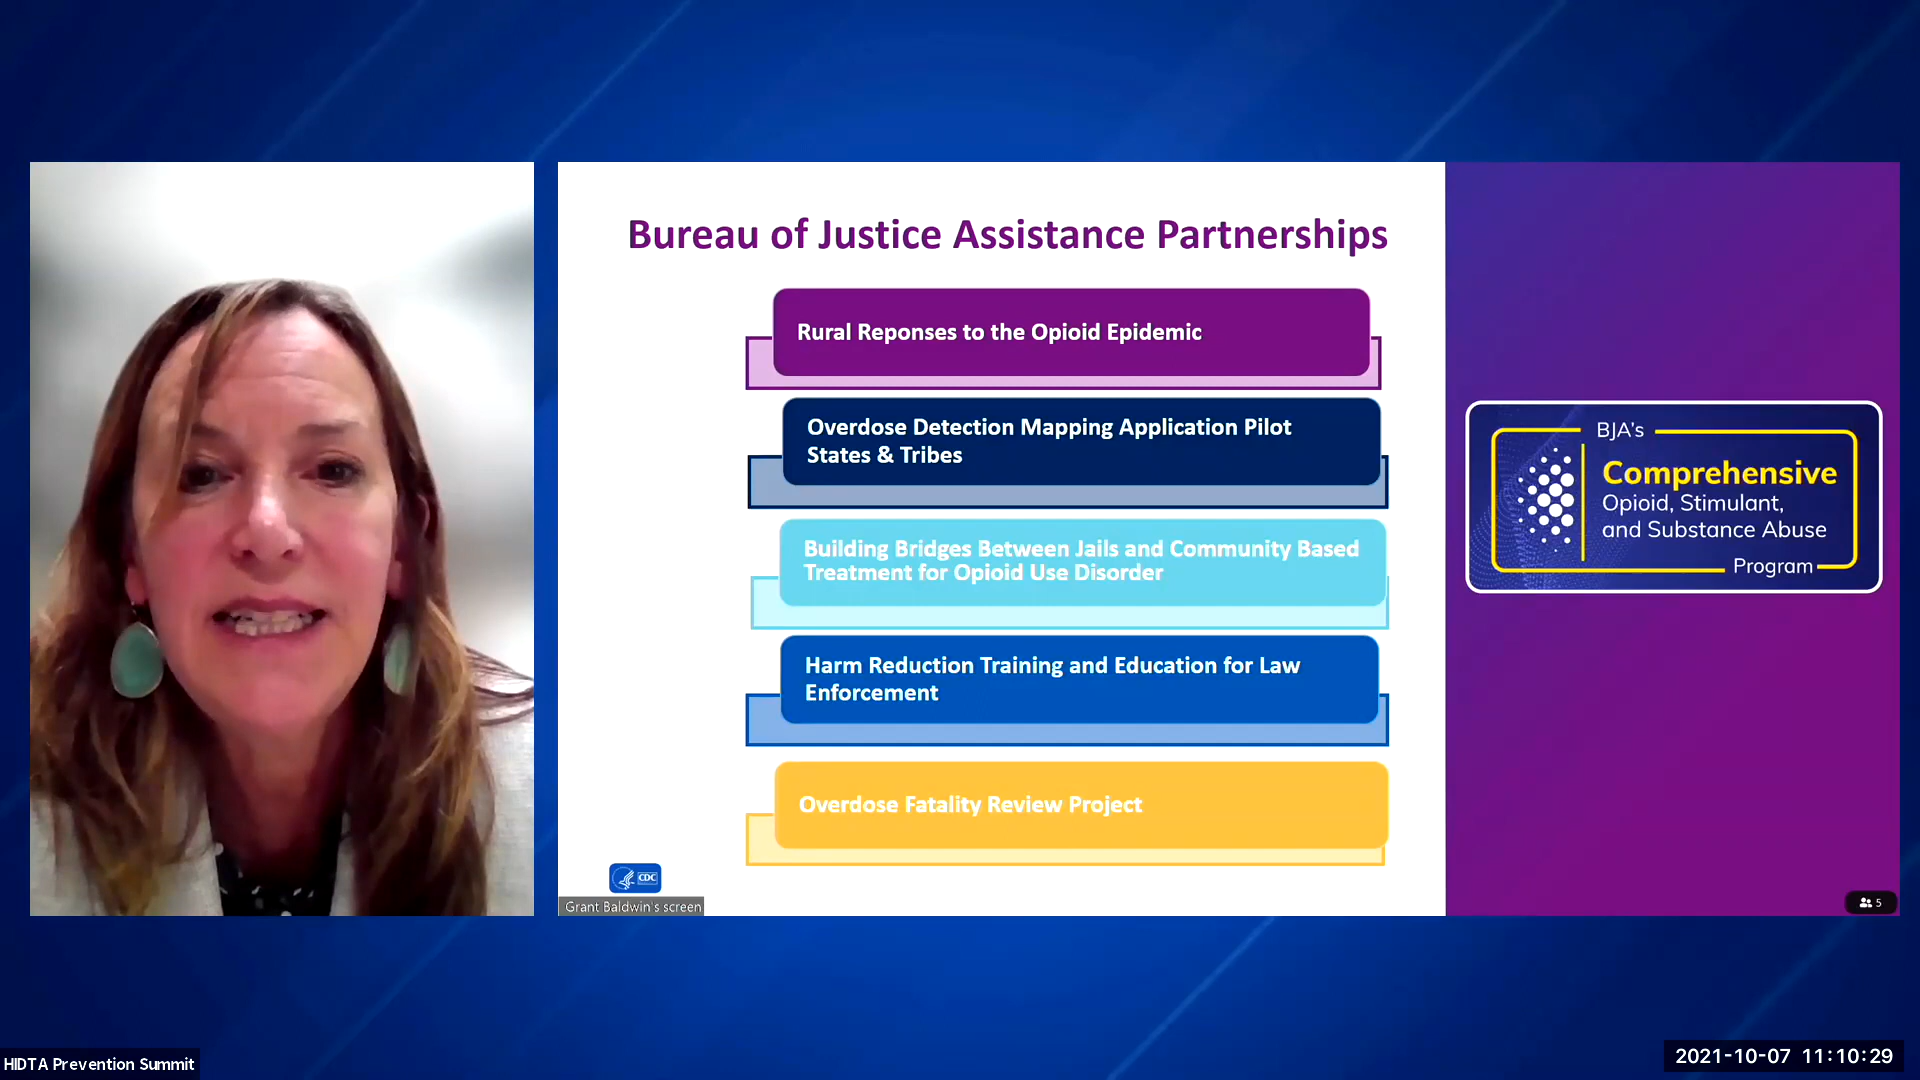 Bureau of Justice Assistance Partnerships
Rural Reponses to the Opioid Epidemic
Overdose Detection Mapping Application Pilot
States & Tribes
Building Bridges Between Jails and Community Based
Treatment for Opioid Use Disorder
Harm Reduction Training and Education for Law
Enforcement
Overdose Fatality Review Project
CDC
Grant Baldwin's screen
BJA's
Comprehensive
Opioid, Stimulant,
and Substance Abuse
Program
5
HIDTA Prevention Summit
2021-10-07 11:10:29